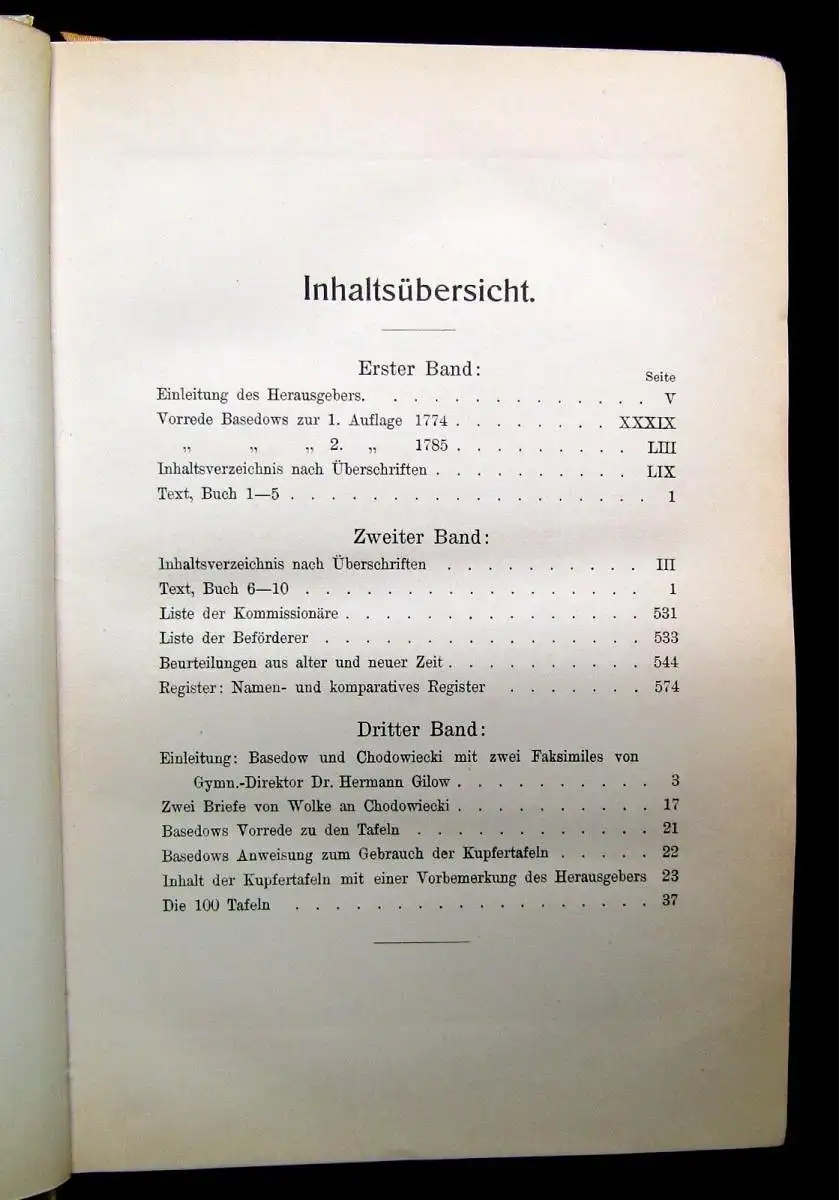 Inhaltsübersicht.
Erster Band:
Seite
Einleitung des Herausgebers. . . . . . . . . . . . . . . V
Vorrede Basedows zur 1. Auflage 1774 . . . . . . . . XXXIX
„ „ „ 2. „ 1785 . . . . . . . . . LIII
Inhaltsverzeichnis nach Überschriften . . . . . . . . . . LIX
Text, Buch 1—5 . . . . . . . . . . . . . . . . . . 1
Zweiter Band:
Inhaltsverzeichnis nach Überschriften . . . . . . . . . . III
Text, Buch 6—10 . . . . . . . . . . . . . . . . . 1
Liste der Kommissionäre . . . . . . . . . . . . . . . 531
Liste der Beförderer . . . . . . . . . . . . . . . . 533
Beurteilungen aus alter und neuer Zeit . . . . . . . . . . 544
Register: Namen- und komparatives Register . . . . . . . 574
Dritter Band:
Einleitung: Basedow und Chodowiecki mit zwei Faksimiles von
Gymn.-Direktor Dr. Hermann Gilow . . . . . . . . . . 3
Zwei Briefe von Wolke an Chodowiecki . . . . . . . . . . 17
Basedows Vorrede zu den Tafeln . . . . . . . . . . . . 21
Basedows Anweisung zum Gebrauch der Kupfertafeln . . . . . 22
Inhalt der Kupfertafeln mit einer Vorbemerkung des Herausgebers 23
Die 100 Tafeln . . . . . . . . . . . . . . . . . . 37